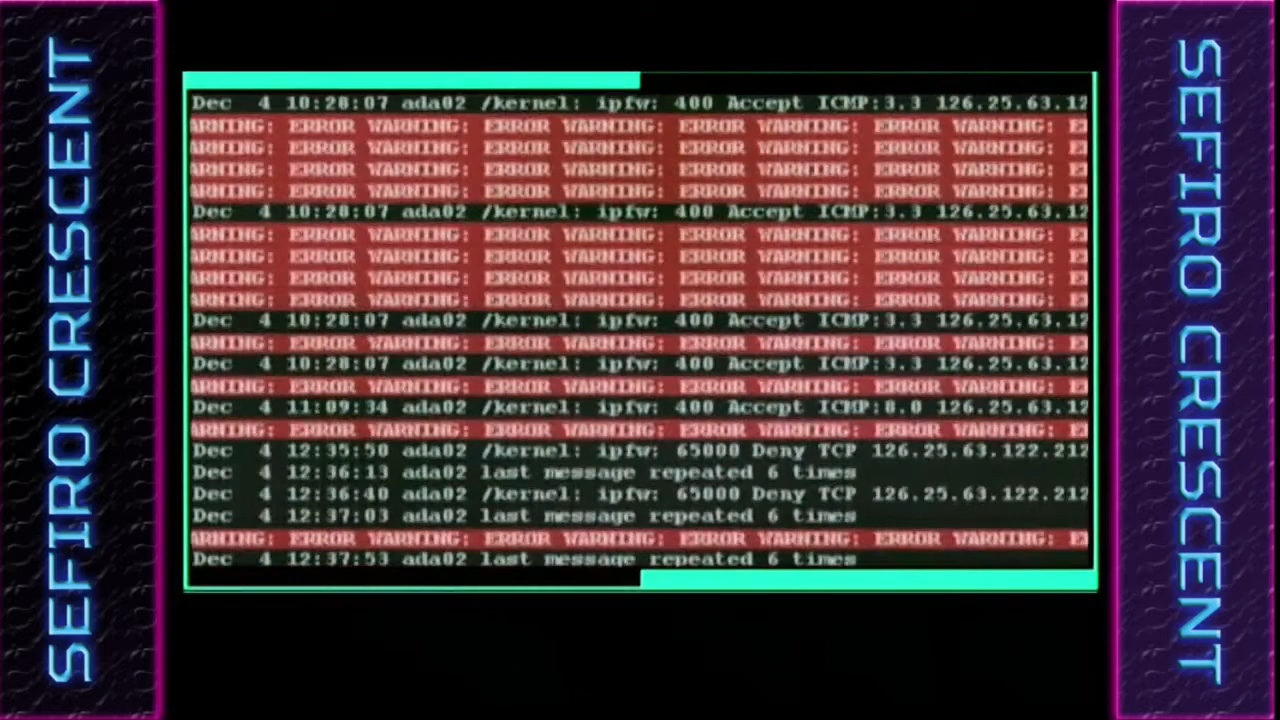 SEFIRO CRESCENT
Dec 4 10:28:07 ada02 /kernel: ipfw: 400 Accept ICMP:3.3 126.25.63.12
ARNING: ERROR WARNING: ERROR WARNING: ERROR WARNING: ERROR WARNING: E
ARNING: ERROR WARNING: ERROR WARNING: ERROR WARNING: ERROR WARNING: E
ARNING: ERROR WARNING: ERROR WARNING: ERROR WARNING: ERROR WARNING: E
ARNING: ERROR WARNING: ERROR WARNING: ERROR WARNING: ERROR WARNING: E
Dec 4 10:28:07 ada02 /kernel: ipfw: 400 Accept ICMP:3.3 126.25.63.12
ARNING: ERROR WARNING: ERROR WARNING: ERROR WARNING: ERROR WARNING: E
ARNING: ERROR WARNING: ERROR WARNING: ERROR WARNING: ERROR WARNING: E
ARNING: ERROR WARNING: ERROR WARNING: ERROR WARNING: ERROR WARNING: E
ARNING: ERROR WARNING: ERROR WARNING: ERROR WARNING: ERROR WARNING: E
Dec 4 10:28:07 ada02 /kernel: ipfw: 400 Accept ICMP:3.3 126.25.63.12
ARNING: ERROR WARNING: ERROR WARNING: ERROR WARNING: ERROR WARNING: E
Dec 4 10:28:07 ada02 /kernel: ipfw: 400 Accept ICMP:3.3 126.25.63.12
ARNING: ERROR WARNING: ERROR WARNING: ERROR WARNING: ERROR WARNING: E
Dec 4 11:09:34 ada02 /kernel: ipfw: 400 Accept ICMP:8.0 126.25.63.12
ARNING: ERROR WARNING: ERROR WARNING: ERROR WARNING: ERROR WARNING: E
Dec 4 12:35:50 ada02 /kernel: ipfw: 65000 Deny TCP 126.25.63.122.212
Dec 4 12:36:13 ada02 last message repeated 6 times
Dec 4 12:36:40 ada02 /kernel: ipfw: 65000 Deny TCP 126.25.63.122.212
Dec 4 12:37:03 ada02 last message repeated 6 times
ARNING: ERROR WARNING: ERROR WARNING: ERROR WARNING: ERROR WARNING: E
Dec 4 12:37:53 ada02 last message repeated 6 times
SEFIRO CRESCENT